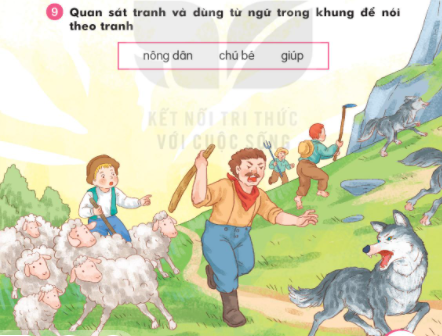 9 Quan sát tranh và dùng từ ngữ trong khung để nói
theo tranh
nông dân chú bé giúp
KẾT NỐI TRI THỨC
VỚI CUỘC SỐNG